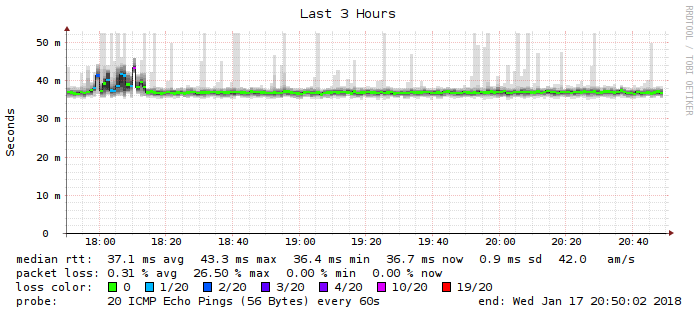 Last 3 Hours
RRDTOOL / TOBI OETIKER
Seconds
50 m
40 m
30 m
20 m
10 m
0
18:00 18:20 18:40 19:00 19:20 19:40 20:00 20:20 20:40
median rtt: 37.1 ms avg 43.3 ms max 36.4 ms min 36.7 ms now 0.9 ms sd 42.0 am/s
packet loss: 0.31 % avg 26.50 % max 0.00 % min 0.00 % now
loss color: 0 1/20 2/20 3/20 4/20 10/20 19/20
probe: 20 ICMP Echo Pings (56 Bytes) every 60s end: Wed Jan 17 20:50:02 2018